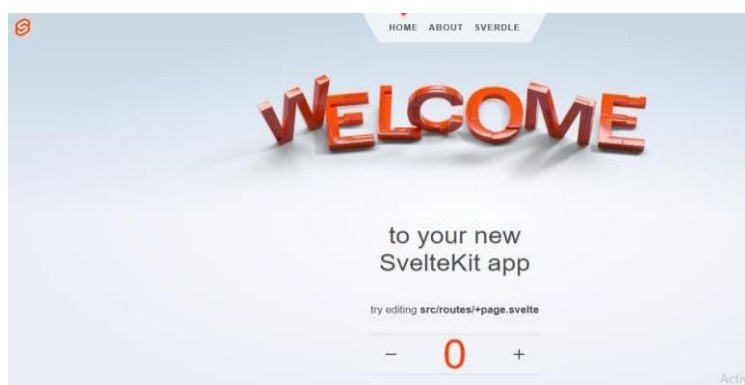 HOME ABOUT SVERDLE
WELCOME
to your new
SvelteKit app
try editing src/routes/+page.svelte
− 0 +